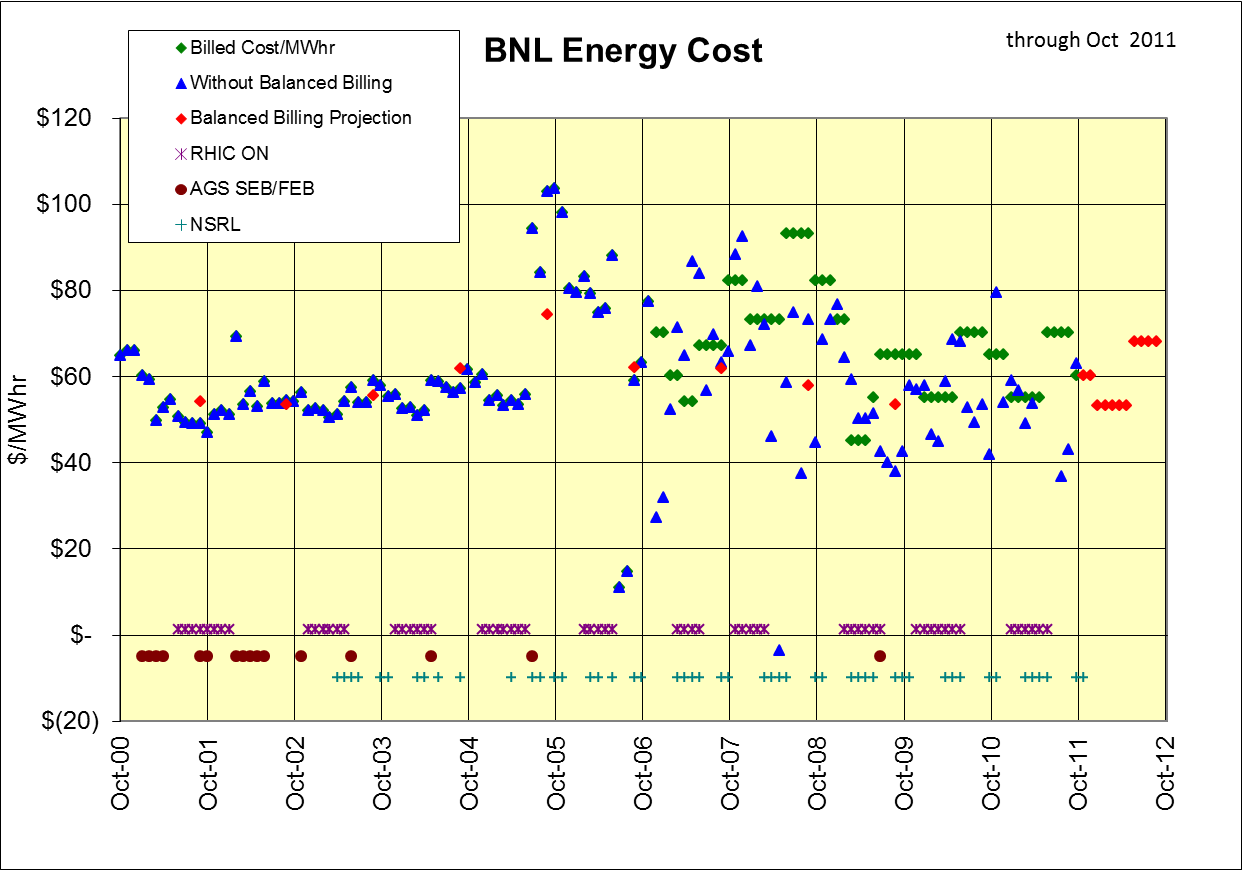 BNL Energy Cost
through Oct  2011
Billed Cost/MWhr
Without Balanced Billing
Balanced Billing Projection
RHIC ON
AGS SEB/FEB
NSRL
$/MWhr
$120
$100
$80
$60
$40
$20
$-
$(20)
Oct-00
Oct-01
Oct-02
Oct-03
Oct-04
Oct-05
Oct-06
Oct-07
Oct-08
Oct-09
Oct-10
Oct-11
Oct-12